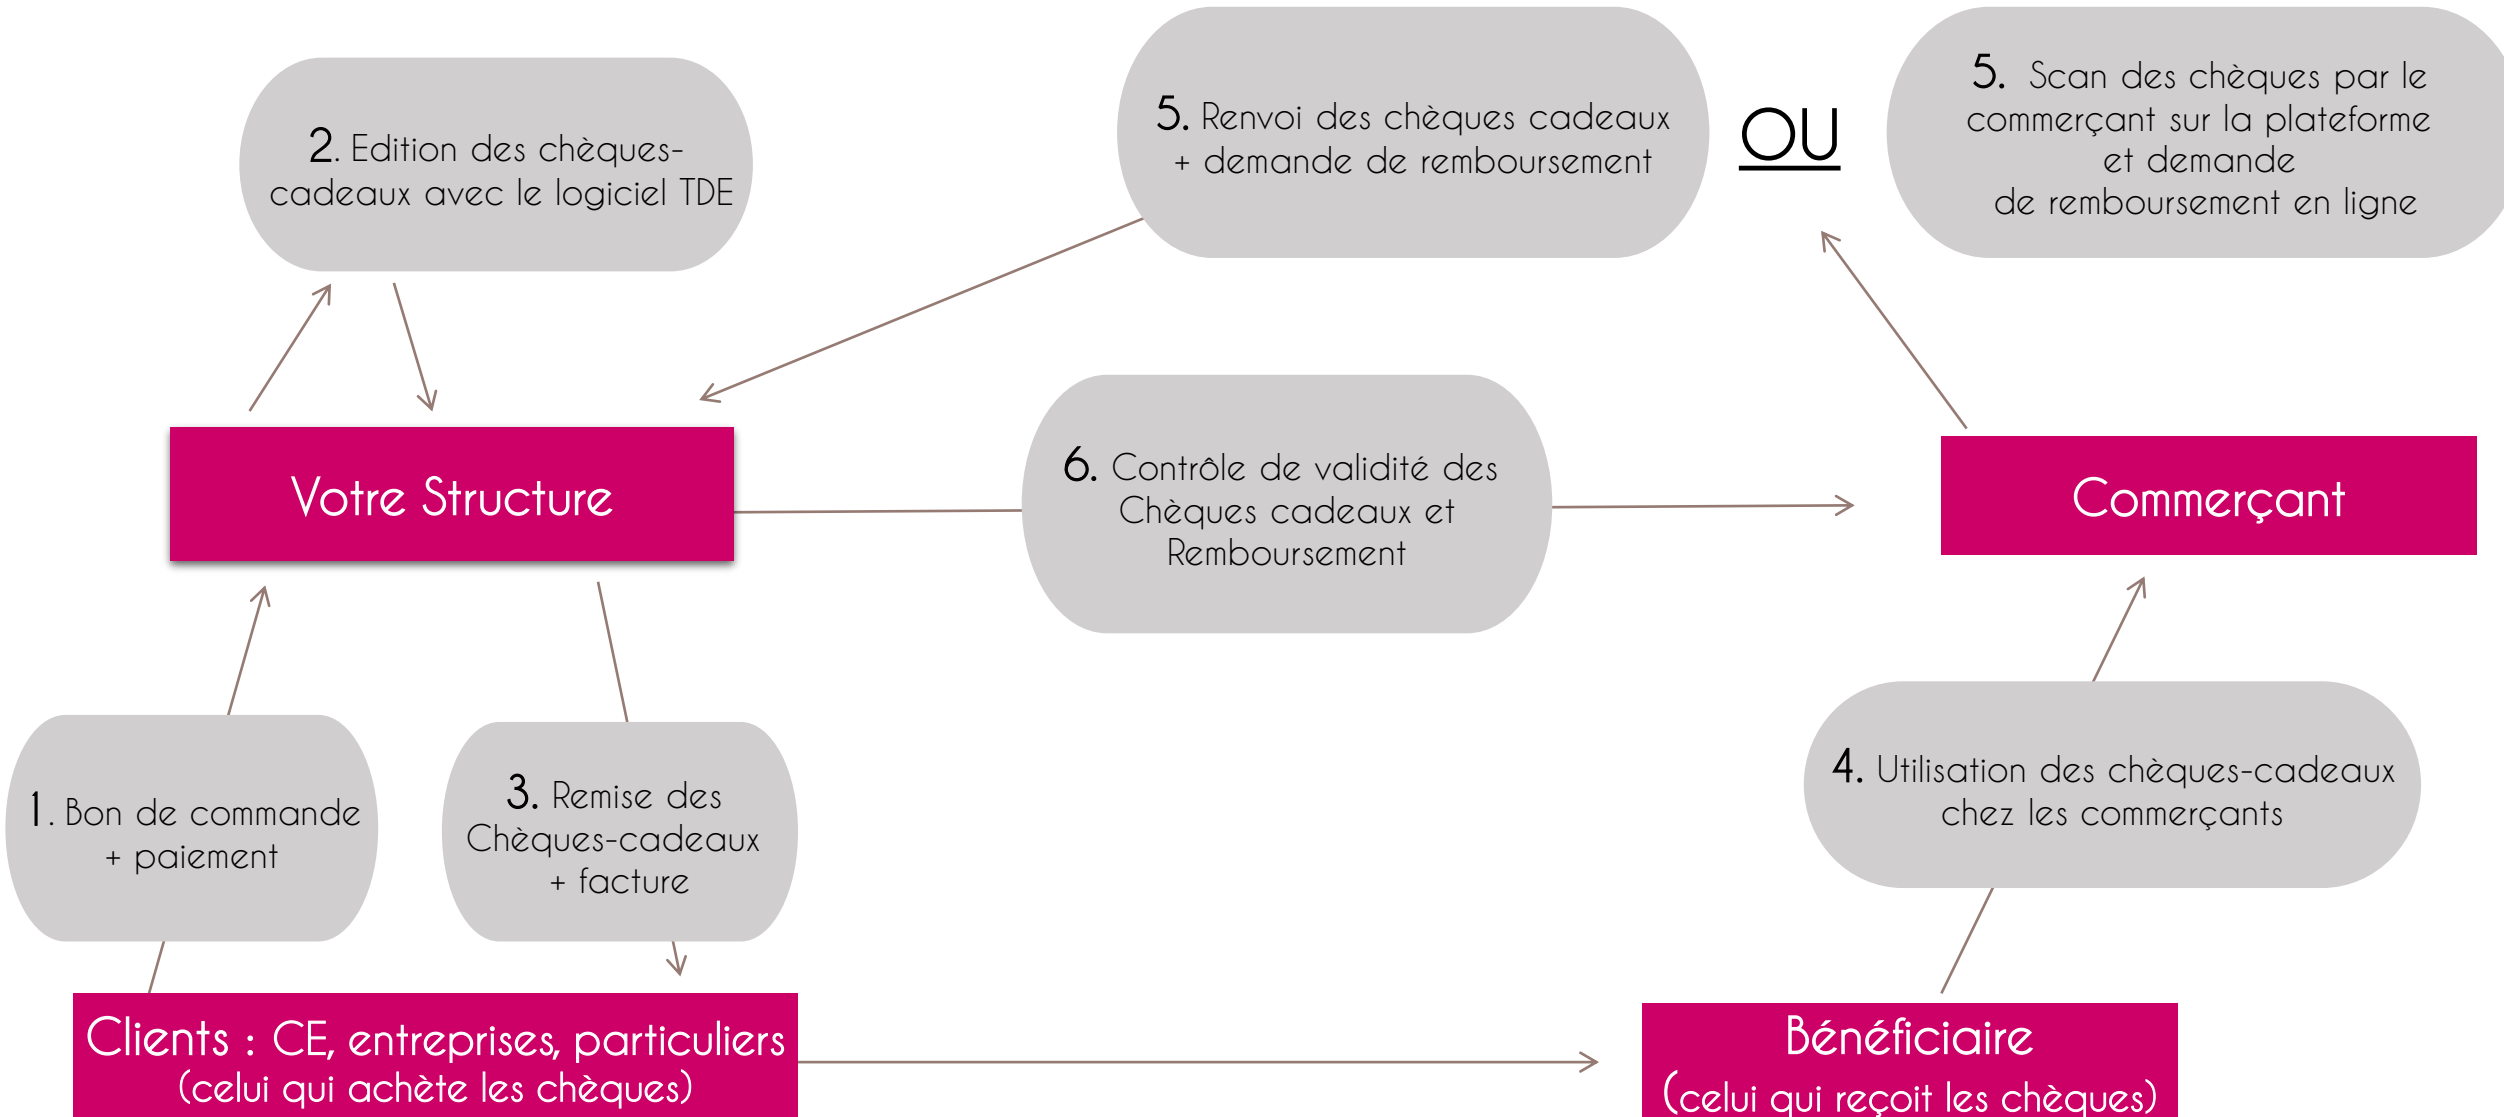 2. Edition des chèques-
cadeaux avec le logiciel TDE
5. Renvoi des chèques cadeaux
+ demande de remboursement
OU
5. Scan des chèques par le
commerçant sur la plateforme
et demande
de remboursement en ligne
Votre Structure
6. Contrôle de validité des
Chèques cadeaux et
Remboursement
Commerçant
1. Bon de commande
+ paiement
3. Remise des
Chèques-cadeaux
+ facture
4. Utilisation des chèques-cadeaux
chez les commerçants
Clients : CE, entreprises, particuliers
(celui qui achète les chèques)
Bénéficiaire
(celui qui reçoit les chèques)